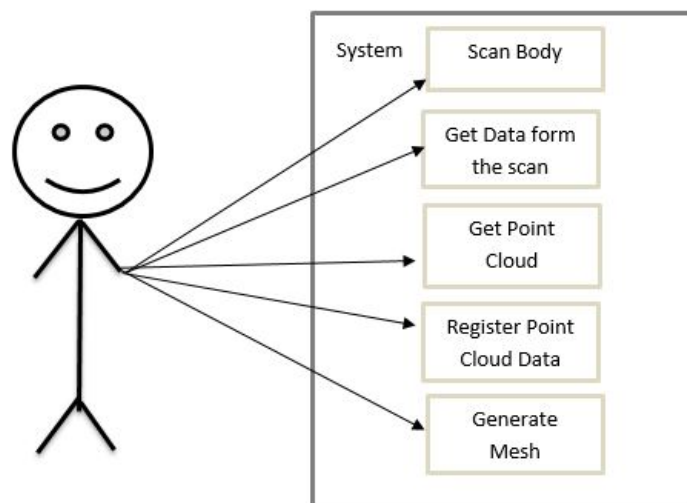 System
Scan Body
Get Data form
the scan
Get Point
Cloud
Register Point
Cloud Data
Generate
Mesh